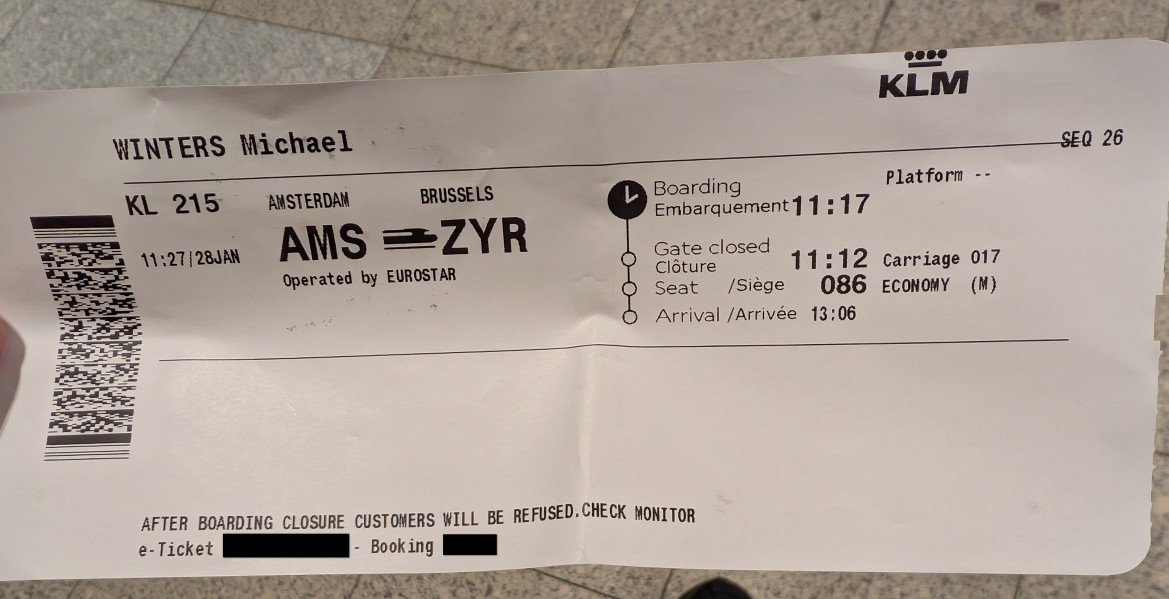 KLM
WINTERS Michael
SEQ 26
KL 215 AMSTERDAM BRUSSELS
11:27|28JAN AMS ZYR
Operated by EUROSTAR
Platform --
Boarding
Embarquement 11:17
Gate closed
Clôture 11:12 Carriage 017
Seat /Siège 086 ECONOMY (M)
Arrival /Arrivée 13:06
AFTER BOARDING CLOSURE CUSTOMERS WILL BE REFUSED.CHECK MONITOR
e-Ticket - Booking